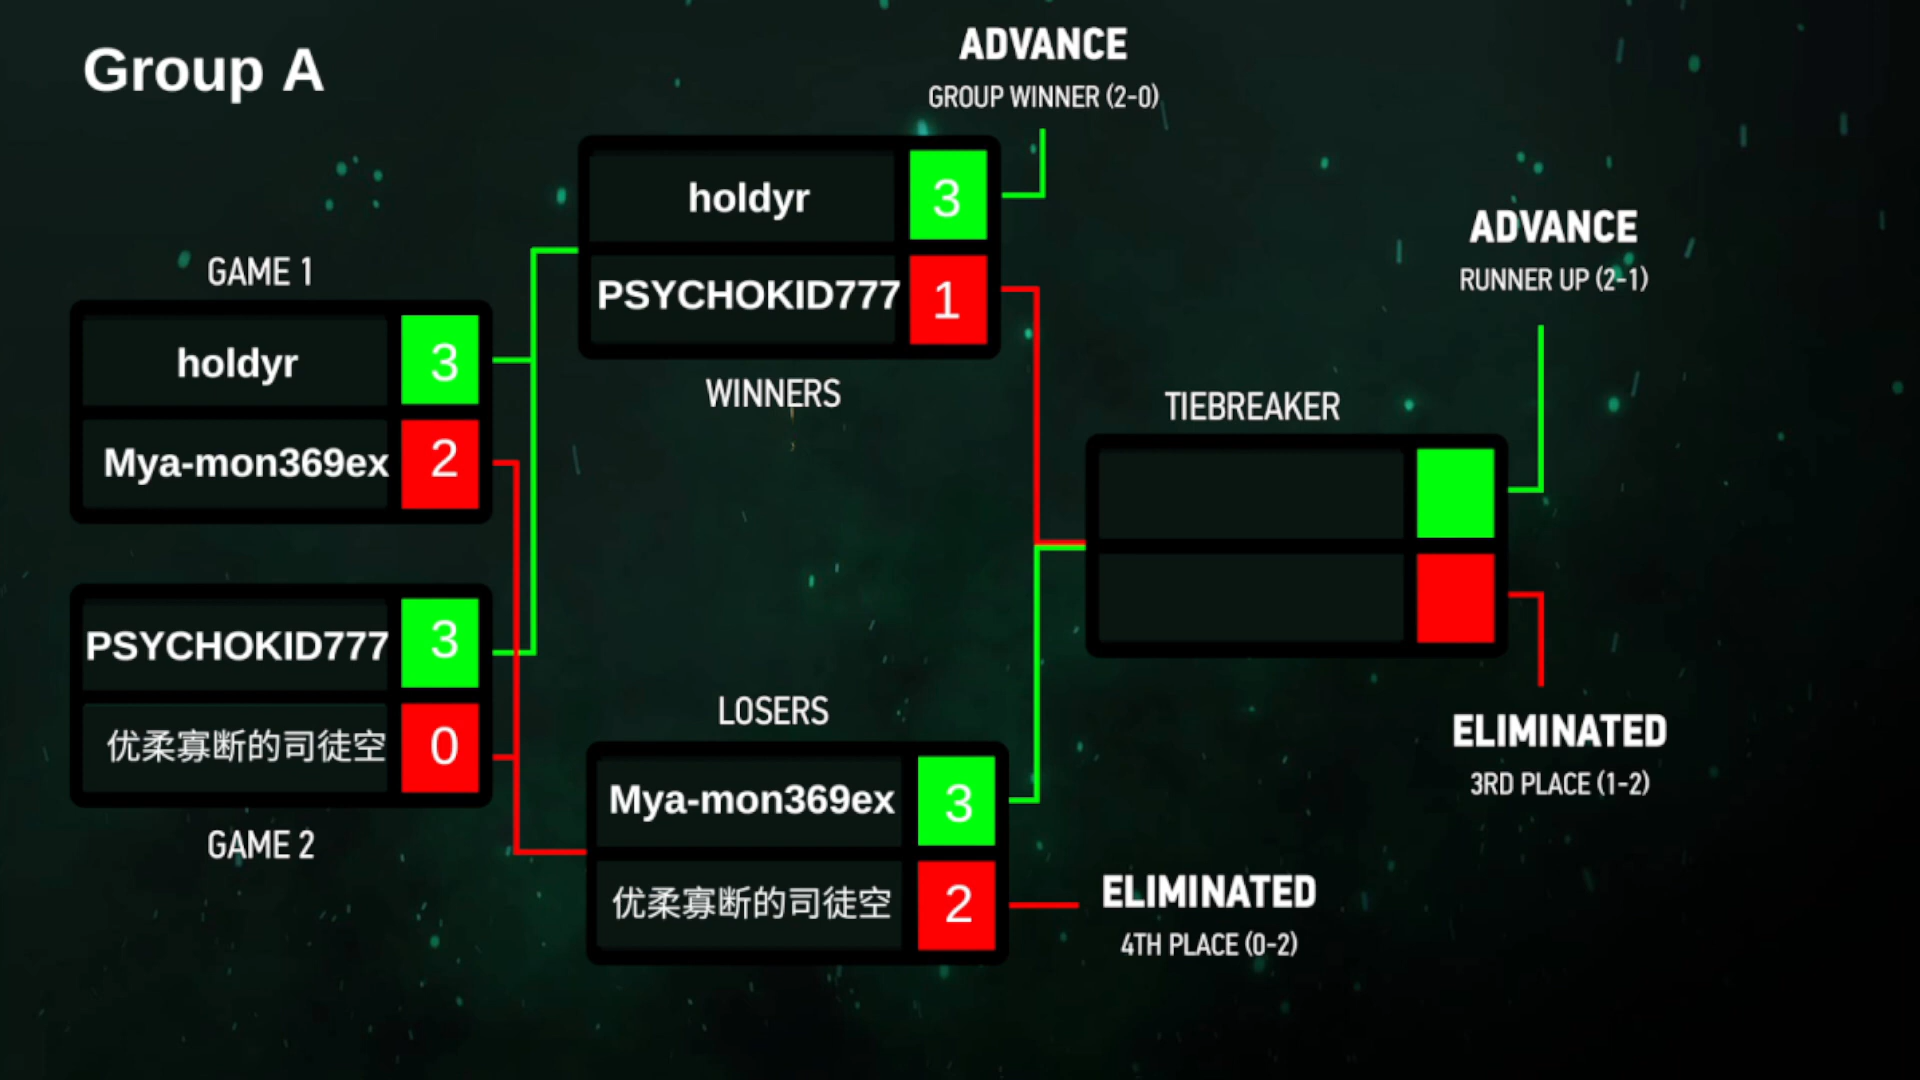 Group A
ADVANCE
GROUP WINNER (2-0)
holdyr 3
PSYCHOKID777 1
WINNERS
GAME 1
holdyr 3
Mya-mon369ex 2
PSYCHOKID777 3
优柔寡断的司徒空 0
GAME 2
LOSERS
Mya-mon369ex 3
优柔寡断的司徒空 2
ELIMINATED
4TH PLACE (0-2)
TIEBREAKER
ADVANCE
RUNNER UP (2-1)
ELIMINATED
3RD PLACE (1-2)